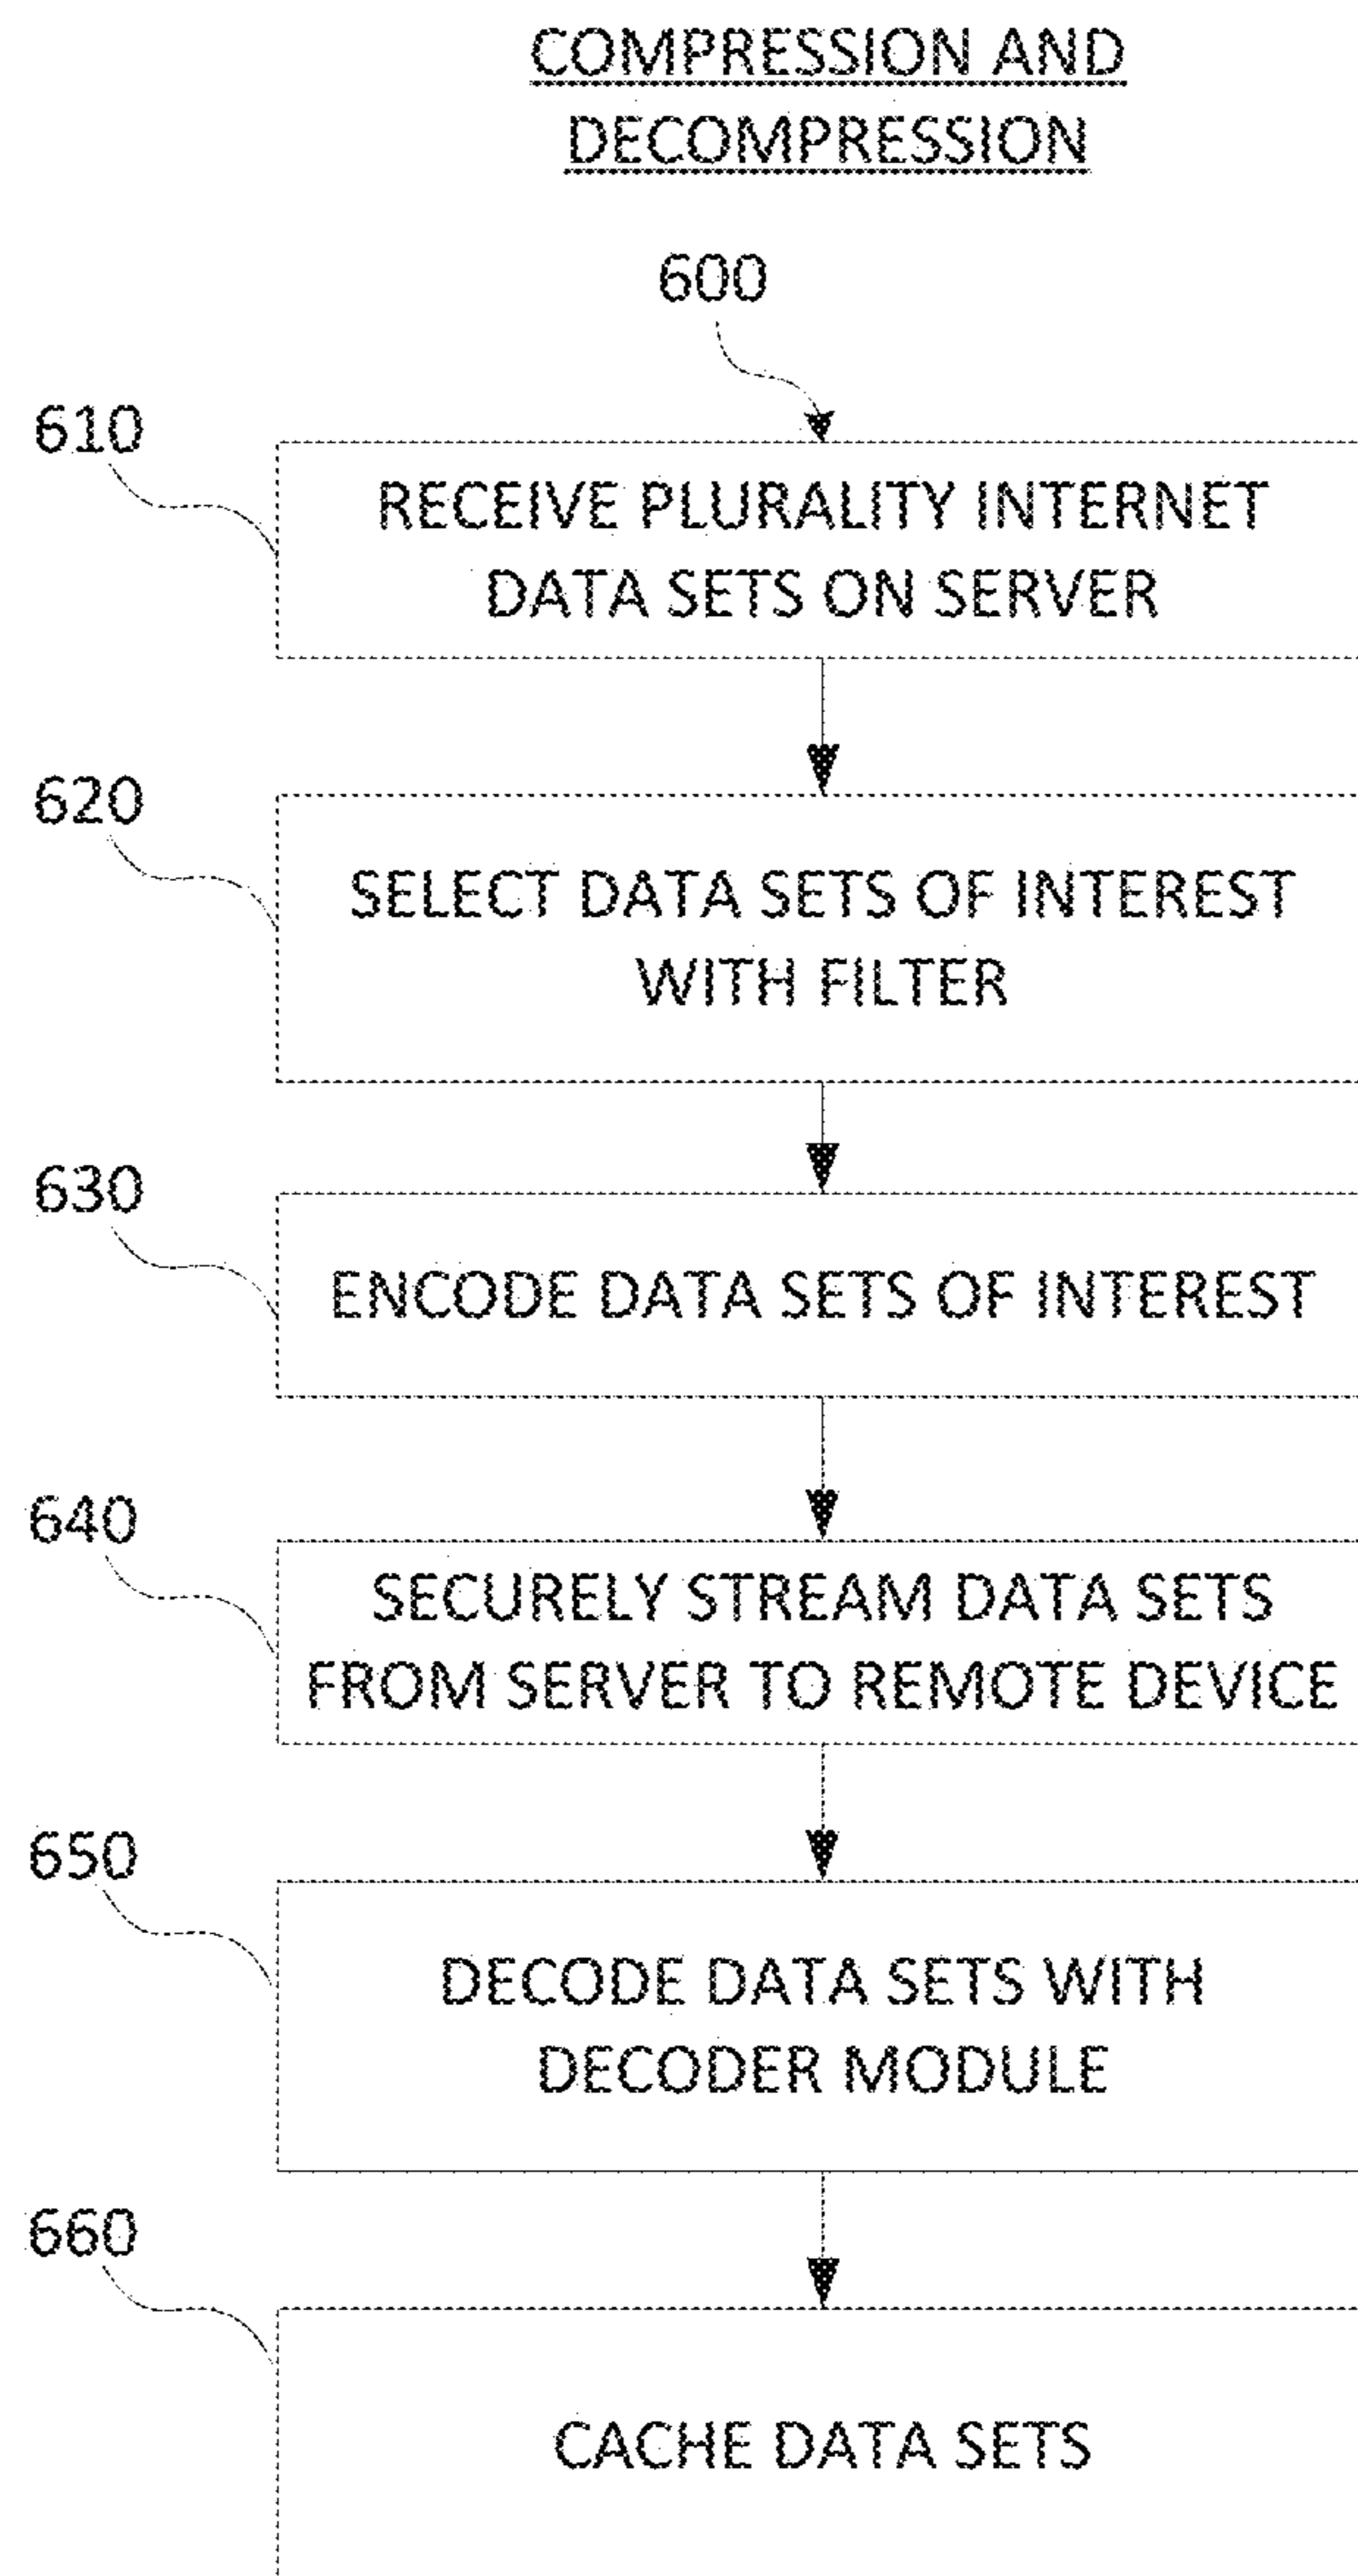 COMPRESSION AND
DECOMPRESSION
600
610
RECEIVE PLURALITY INTERNET
DATA SETS ON SERVER
620
SELECT DATA SETS OF INTEREST
WITH FILTER
630
ENCODE DATA SETS OF INTEREST
640
SECURELY STREAM DATA SETS
FROM SERVER TO REMOTE DEVICE
650
DECODE DATA SETS WITH
DECODER MODULE
660
CACHE DATA SETS